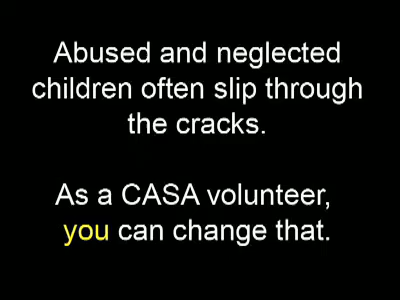 Abused and neglected
children often slip through
the cracks.
As a CASA volunteer,
you can change that.